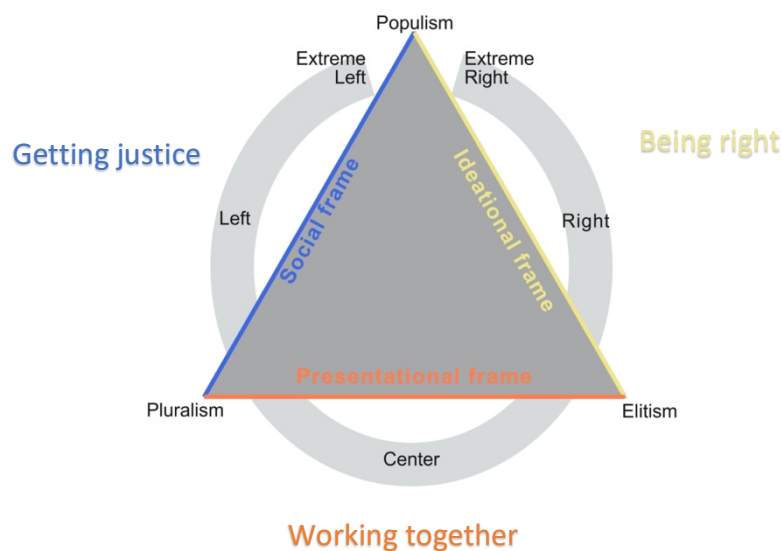 Populism
Extreme
Left
Extreme
Right
Getting justice
Being right
Social frame
Ideational frame
Left
Right
Presentational frame
Pluralism
Elitism
Center
Working together